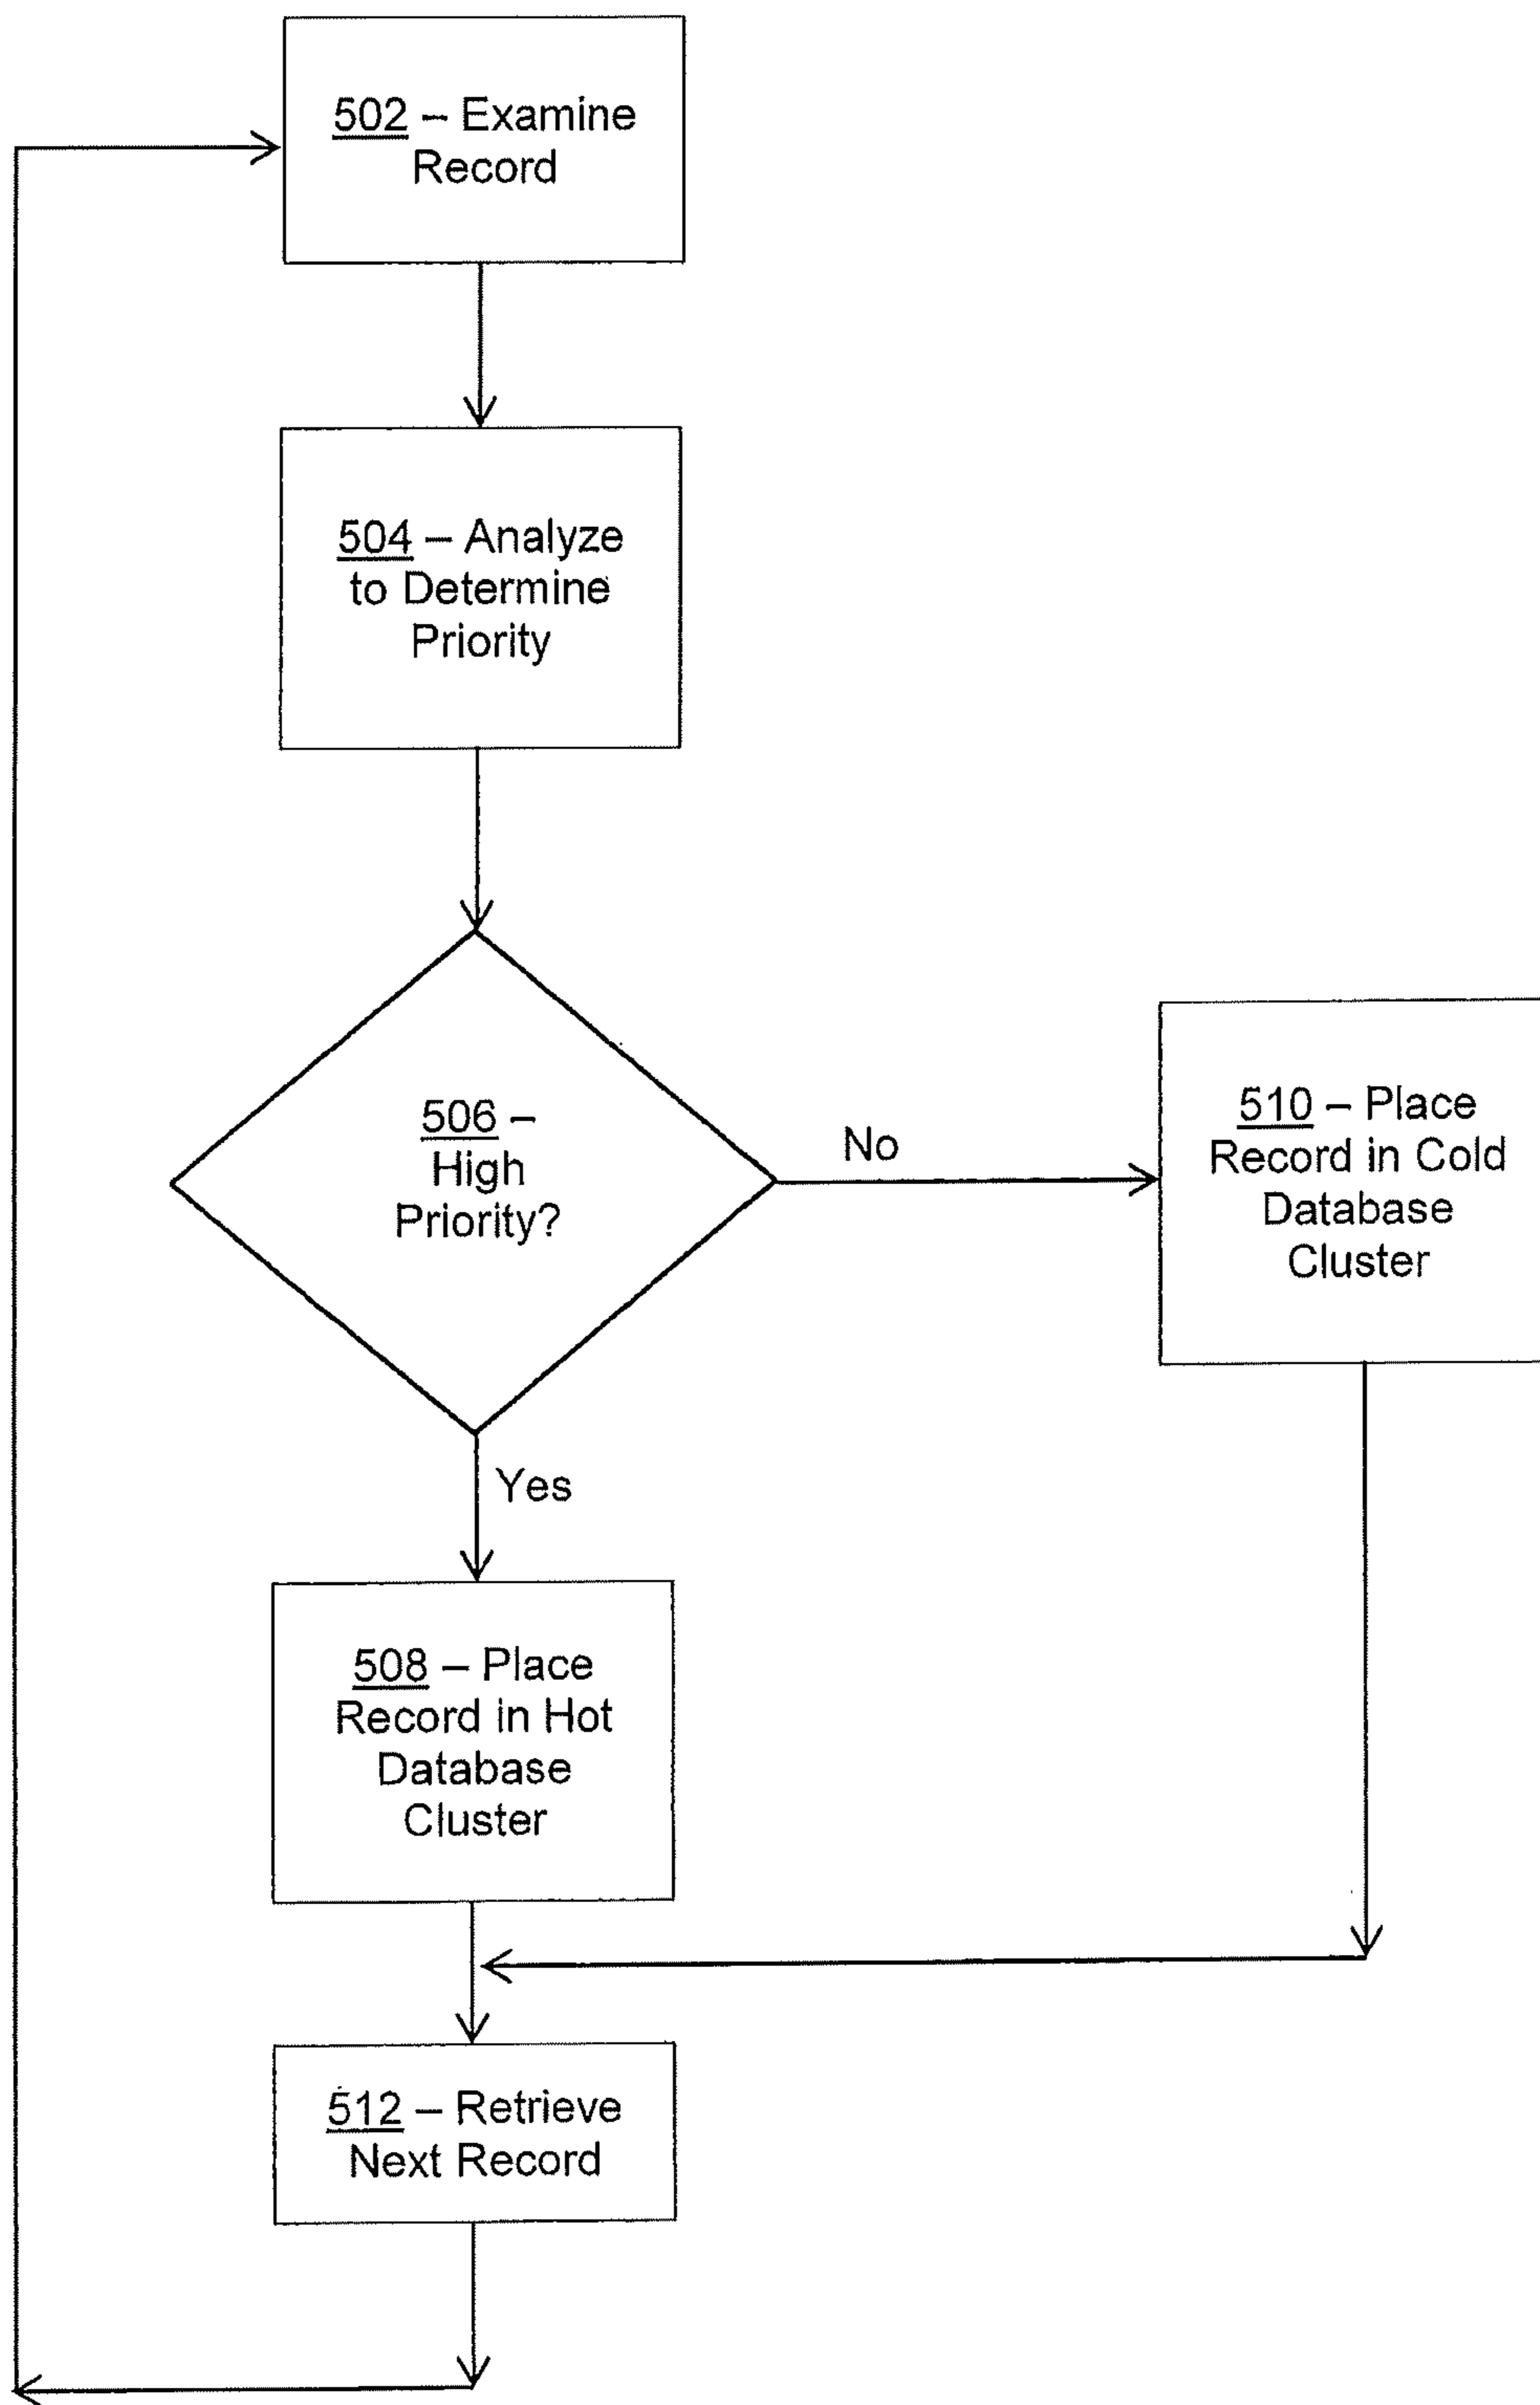 502 – Examine
Record
504 – Analyze
to Determine
Priority
506 –
High
Priority?
No
510 – Place
Record in Cold
Database
Cluster
Yes
508 – Place
Record in Hot
Database
Cluster
512 – Retrieve
Next Record